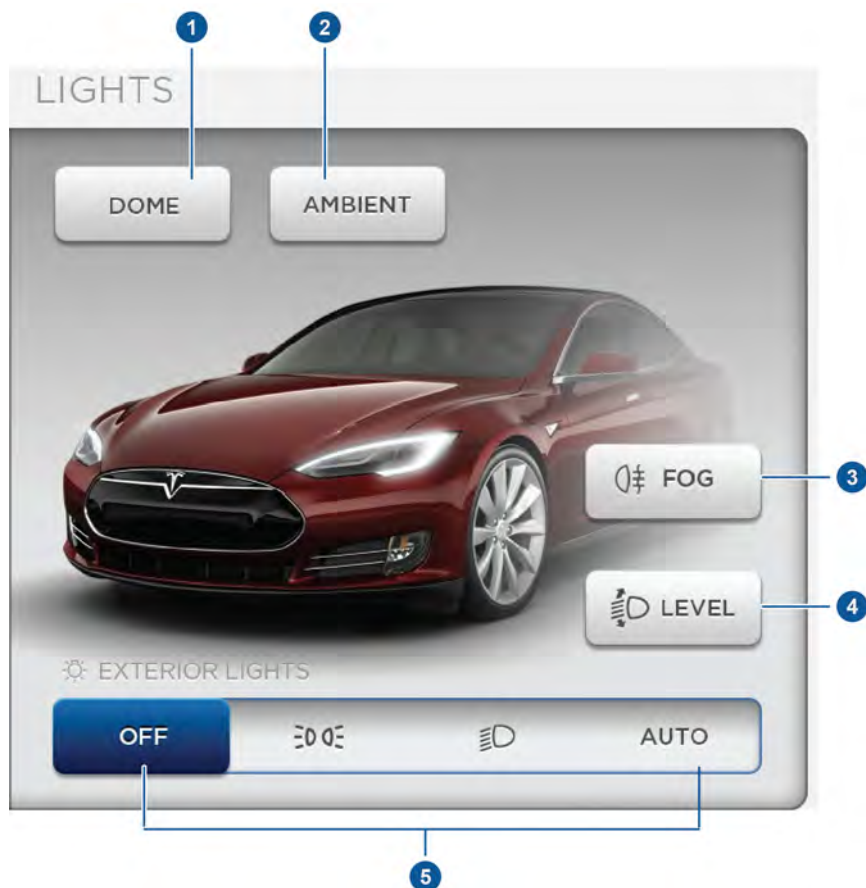 1 2
LIGHTS
DOME AMBIENT
FOG 3
LEVEL 4
EXTERIOR LIGHTS
OFF AUTO
5